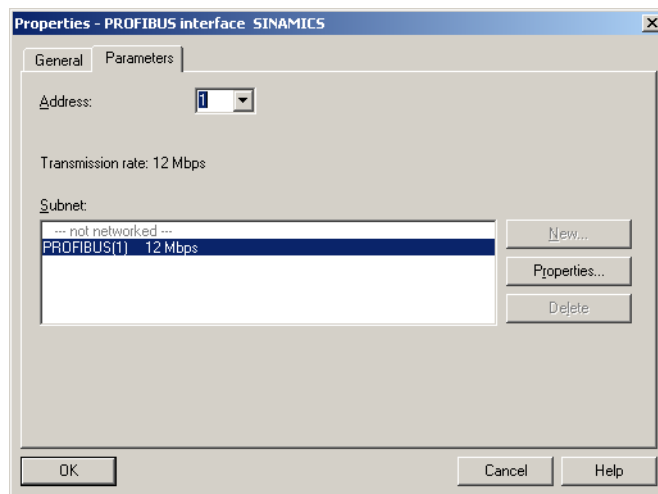 Properties - PROFIBUS interface SINAMICS
General Parameters
Address: 1
Transmission rate: 12 Mbps
Subnet:
--- not networked ---
PROFIBUS(1) 12 Mbps
New...
Properties...
Delete
OK Cancel Help